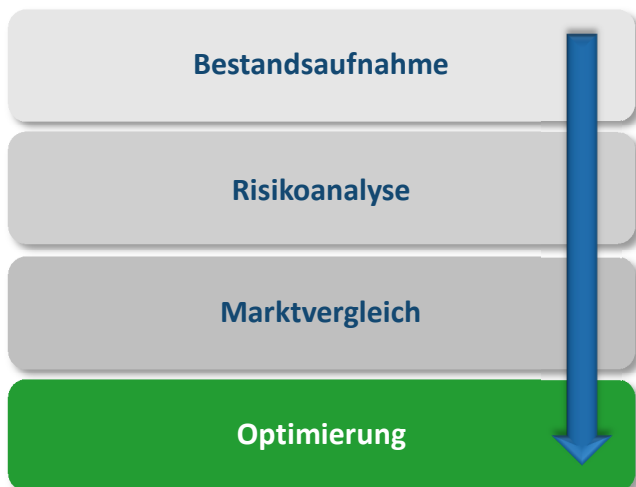 Bestandsaufnahme
Risikoanalyse
Marktvergleich
Optimierung